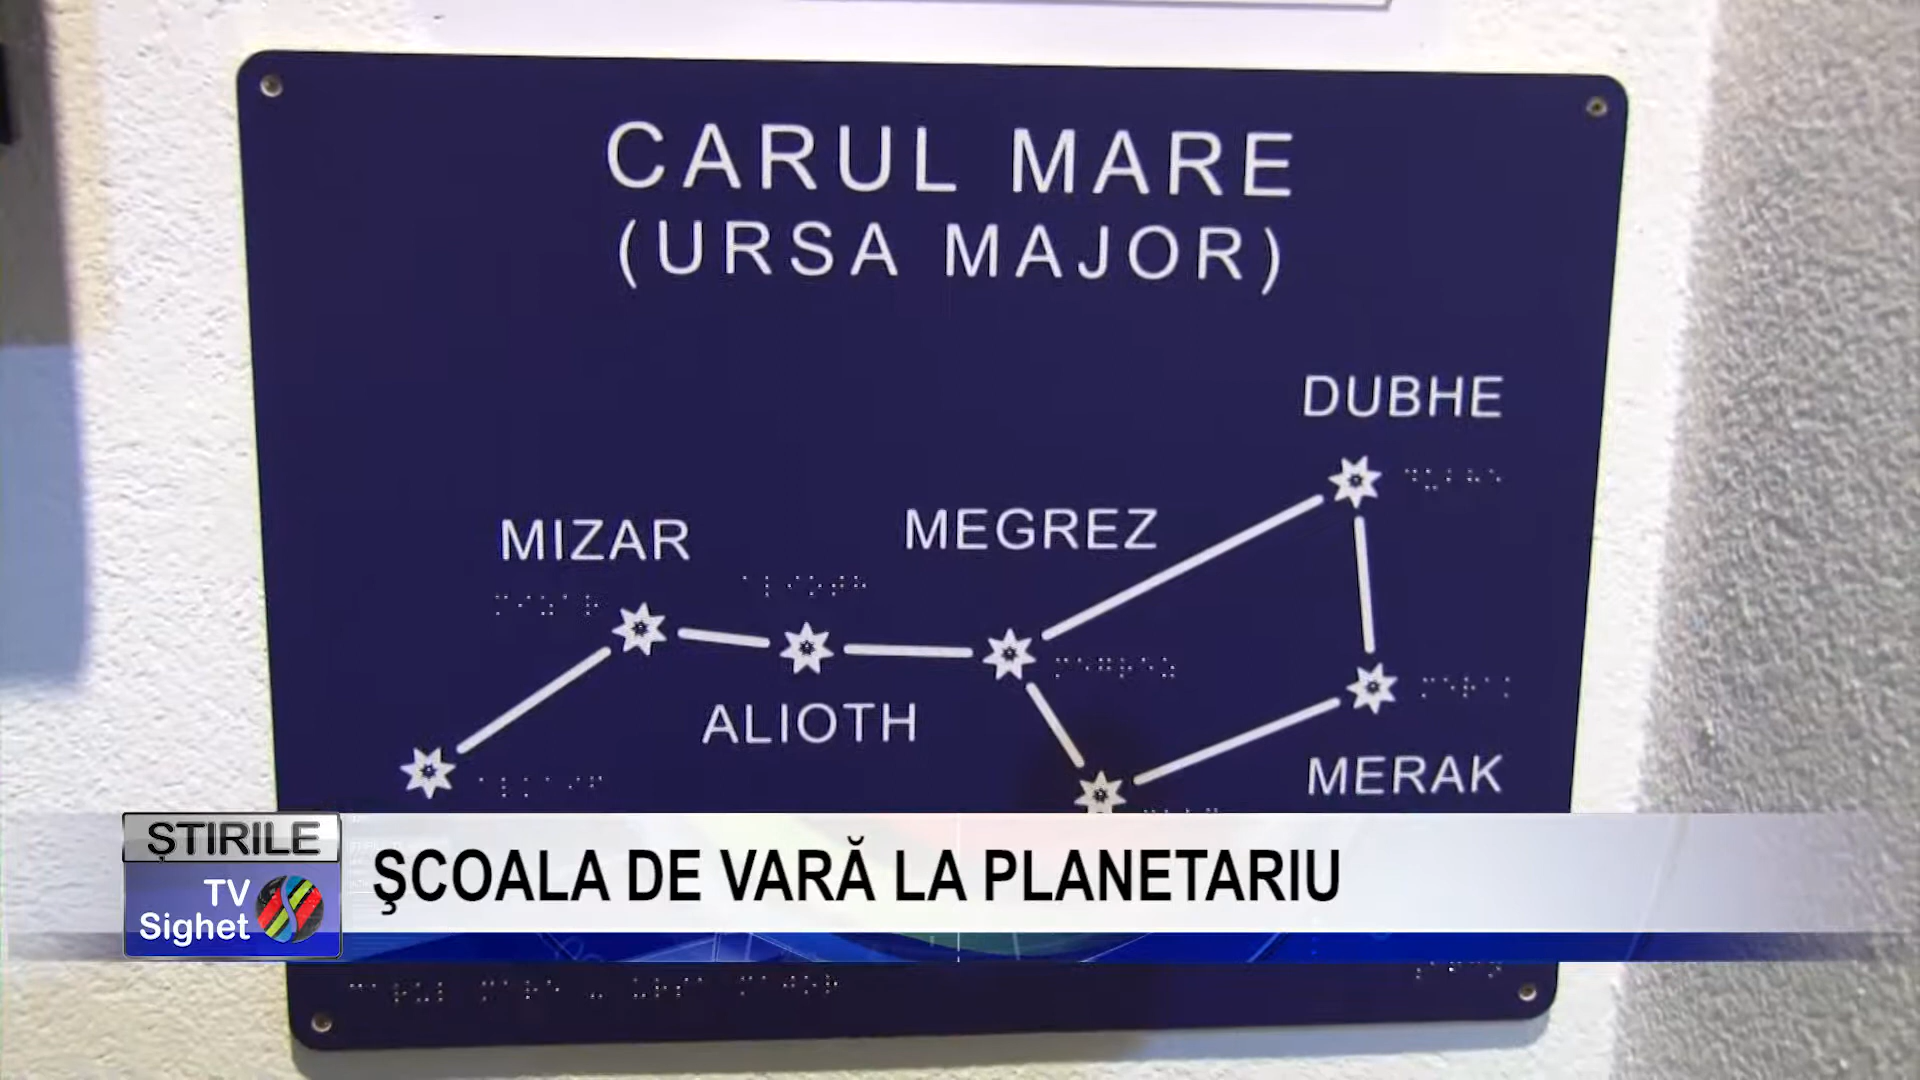 CARUL MARE
(URSA MAJOR)
DUBHE
MIZAR
MEGREZ
ALIOTH
MERAK
ȘTIRILE
TV
Sighet
ŞCOALA DE VARĂ LA PLANETARIU